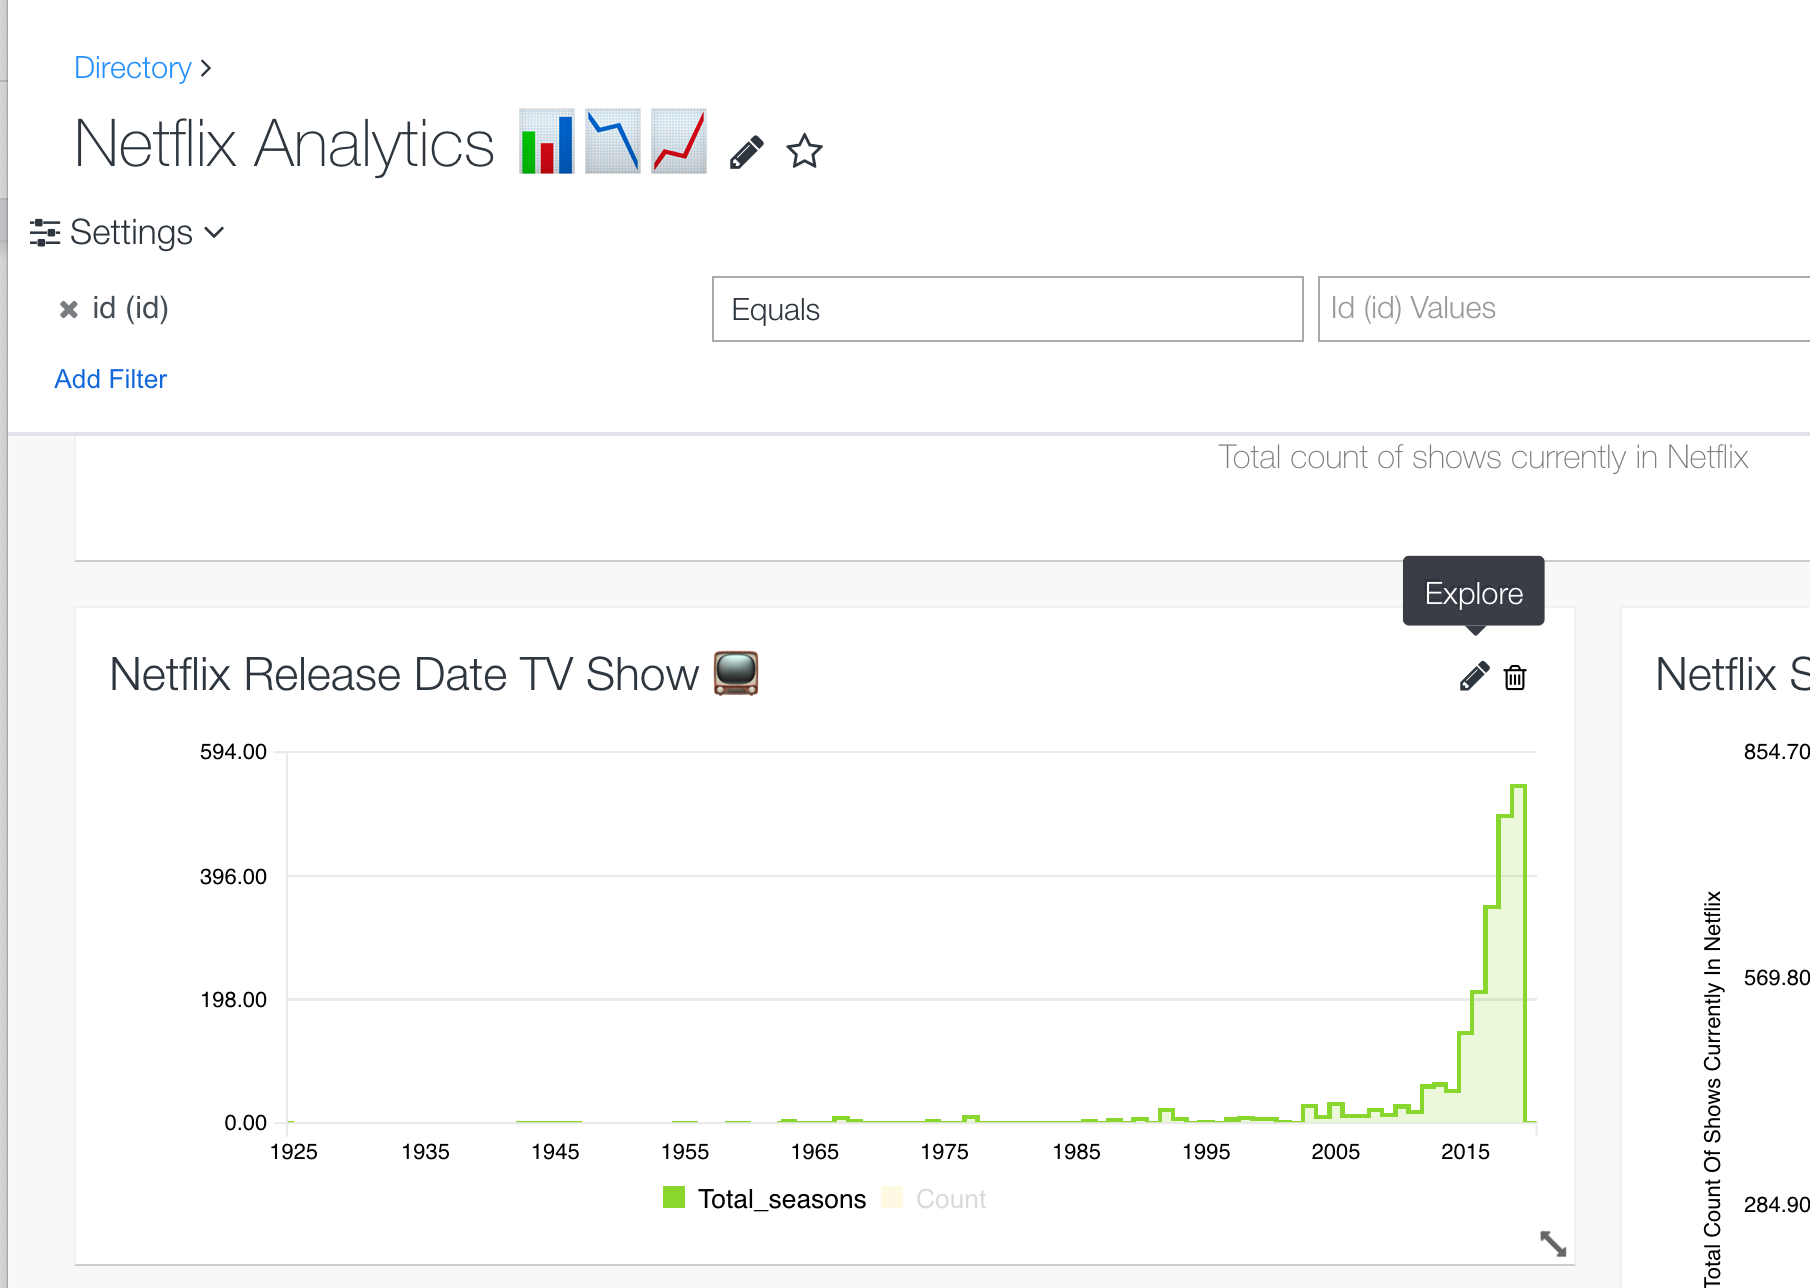 Directory >
Netflix Analytics
Settings
id (id)
Equals
Id (id) Values
Add Filter
Total count of shows currently in Netflix
Explore
Netflix Release Date TV Show
594.00
396.00
198.00
0.00
1925 1935 1945 1955 1965 1975 1985 1995 2005 2015
Total_seasons Count
Netflix S
854.70
569.80
284.90
Total Count Of Shows Currently In Netflix